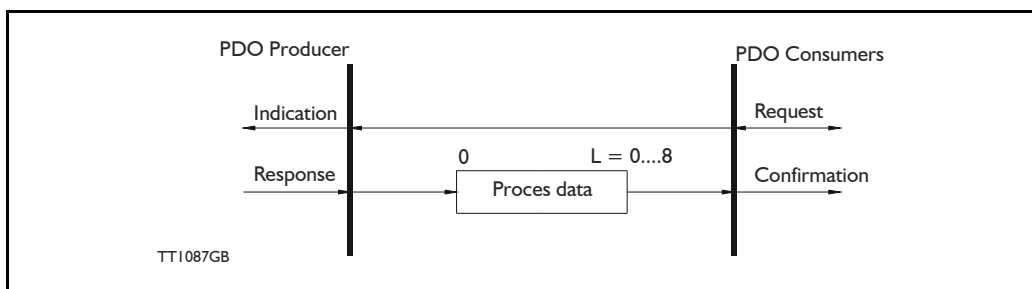 PDO Producer
PDO Consumers
Indication
Request
0
L = 0....8
Response
Proces data
Confirmation
TT1087GB